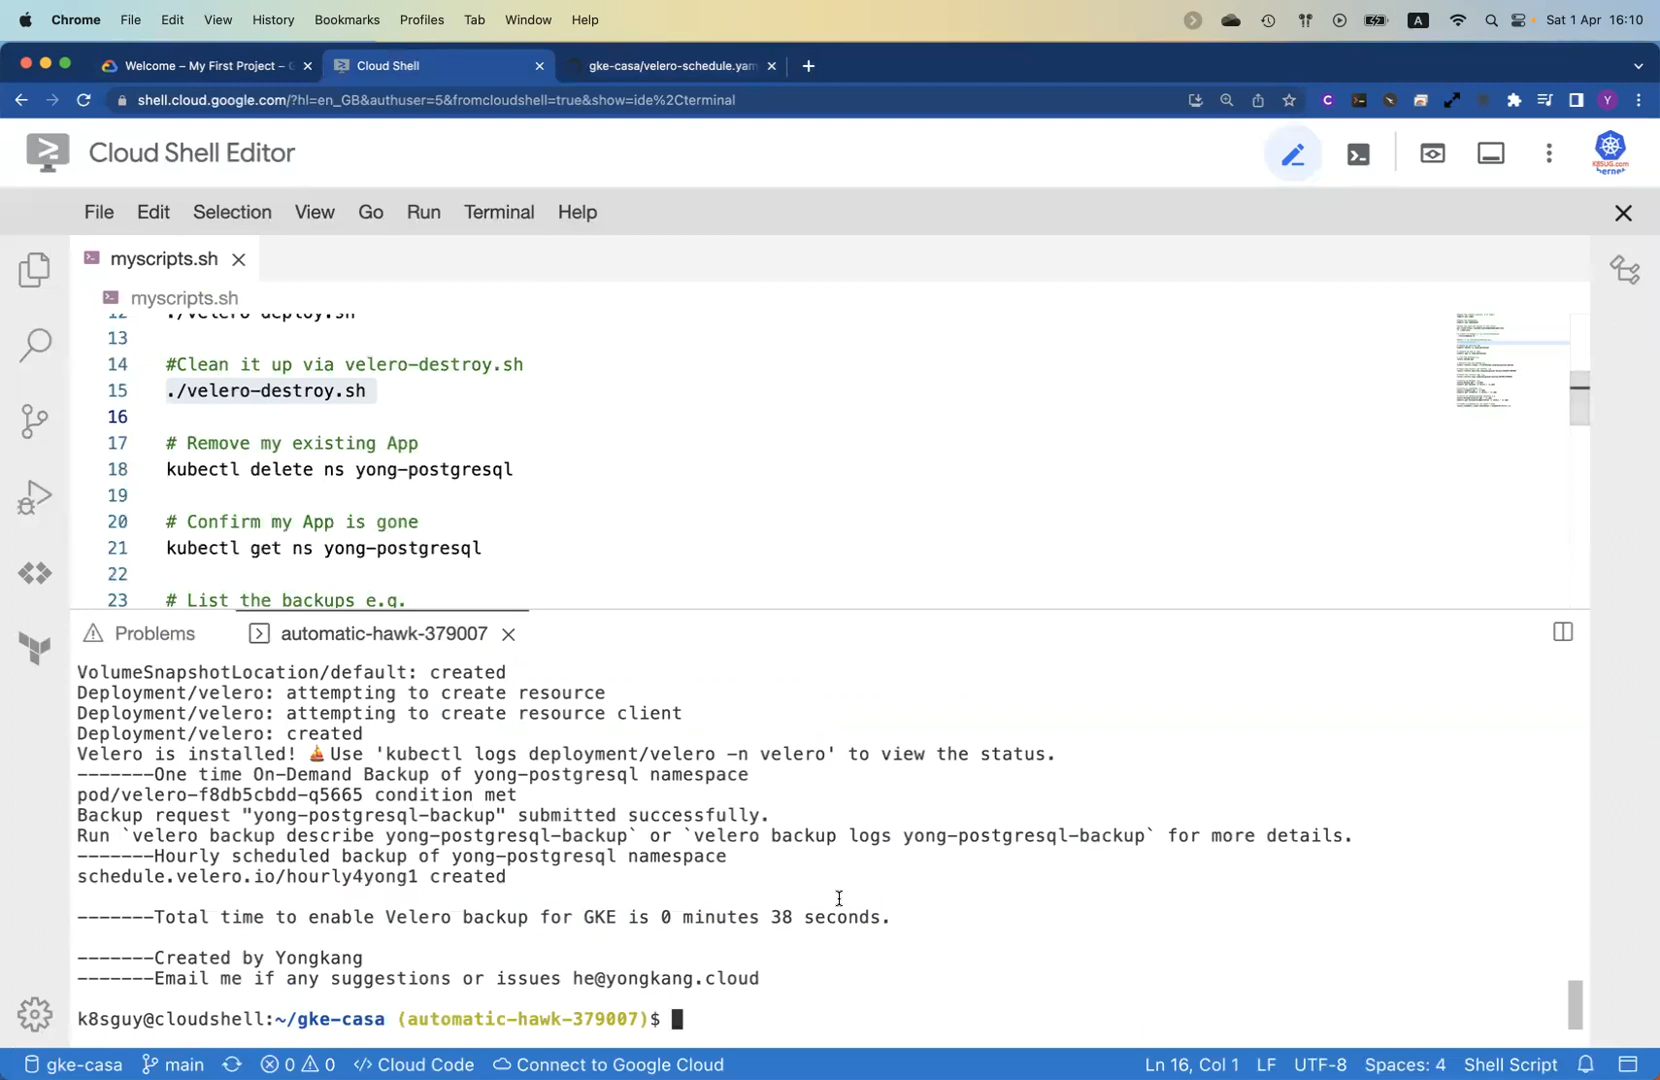 Chrome File Edit View History Bookmarks Profiles Tab Window Help A Sat 1 Apr 16:10
Welcome – My First Project – Cloud Shell gke-casa/velero-schedule.yam
shell.cloud.google.com/?hl=en_GB&authuser=5&fromcloudshell=true&show=ide%2Cterminal
C Y
Cloud Shell Editor
K8SUG.com
File Edit Selection View Go Run Terminal Help
myscripts.sh
myscripts.sh
12 ./velero-deploy.sh
13
14 #Clean it up via velero-destroy.sh
15 ./velero-destroy.sh
16
17 # Remove my existing App
18 kubectl delete ns yong-postgresql
19
20 # Confirm my App is gone
21 kubectl get ns yong-postgresql
22
23 # List the backups e.g.
Problems automatic-hawk-379007
VolumeSnapshotLocation/default: created
Deployment/velero: attempting to create resource
Deployment/velero: attempting to create resource client
Deployment/velero: created
Velero is installed! ⛵Use 'kubectl logs deployment/velero -n velero' to view the status.
-------One time On-Demand Backup of yong-postgresql namespace
pod/velero-f8db5cbdd-q5665 condition met
Backup request "yong-postgresql-backup" submitted successfully.
Run `velero backup describe yong-postgresql-backup` or `velero backup logs yong-postgresql-backup` for more details.
-------Hourly scheduled backup of yong-postgresql namespace
schedule.velero.io/hourly4yong1 created
-------Total time to enable Velero backup for GKE is 0 minutes 38 seconds.
-------Created by Yongkang
-------Email me if any suggestions or issues he@yongkang.cloud
k8sguy@cloudshell:~/gke-casa (automatic-hawk-379007)$
gke-casa main 0 0 Cloud Code Connect to Google Cloud Ln 16, Col 1 LF UTF-8 Spaces: 4 Shell Script